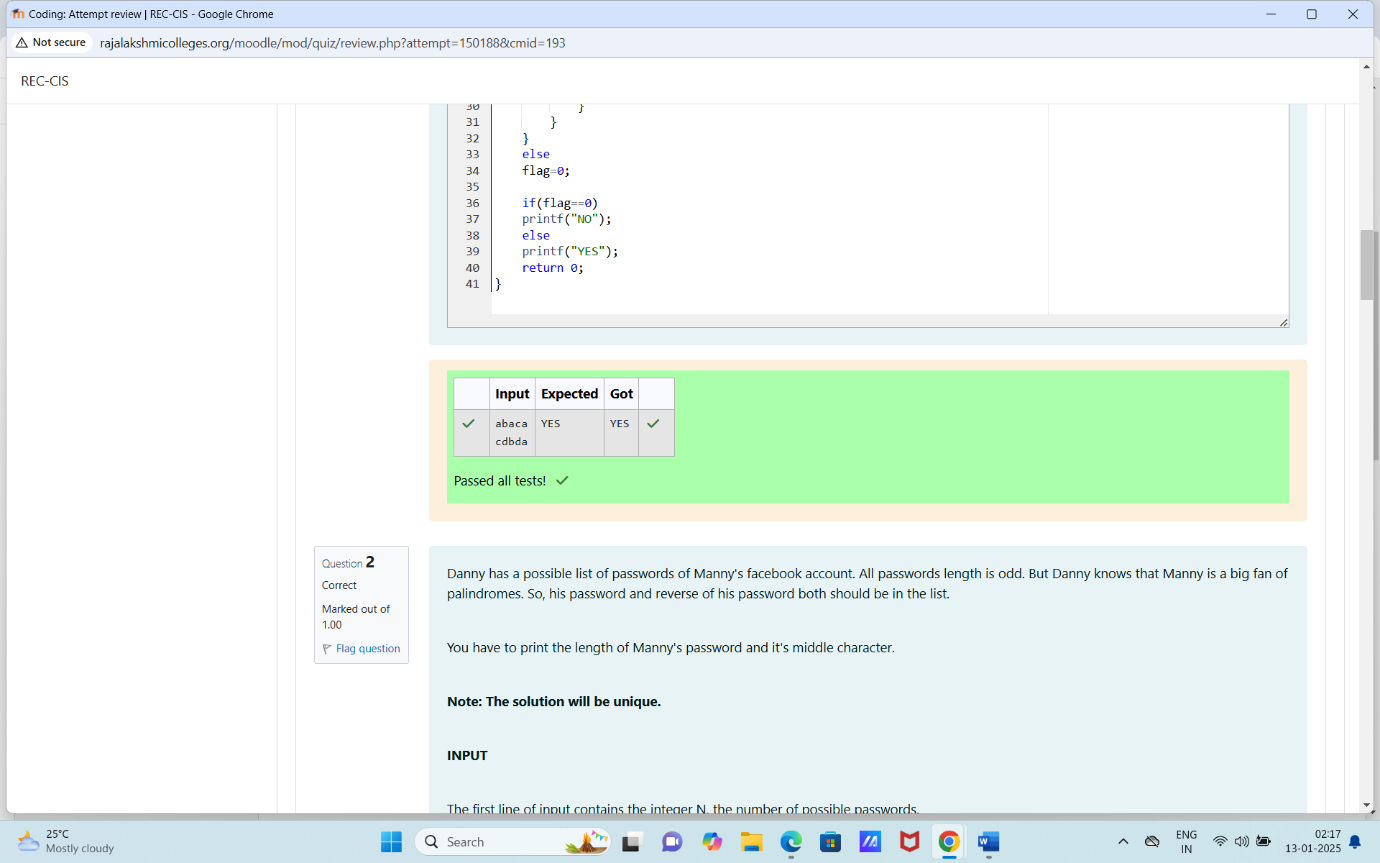 Coding: Attempt review | REC-CIS - Google Chrome
Not secure rajalakshmicolleges.org/moodle/mod/quiz/review.php?attempt=150188&cmid=193
REC-CIS
30 }
31 }
32 }
33 else
34 flag=0;
35
36 if(flag==0)
37 printf("NO");
38 else
39 printf("YES");
40 return 0;
41 }
Input Expected Got
abaca YES YES
cdbda
Passed all tests!
Question 2
Correct
Marked out of
1.00
Flag question
Danny has a possible list of passwords of Manny's facebook account. All passwords length is odd. But Danny knows that Manny is a big fan of
palindromes. So, his password and reverse of his password both should be in the list.
You have to print the length of Manny's password and it's middle character.
Note: The solution will be unique.
INPUT
The first line of input contains the integer N, the number of possible passwords.
25°C
Mostly cloudy
Search
ENG
IN
02:17
13-01-2025